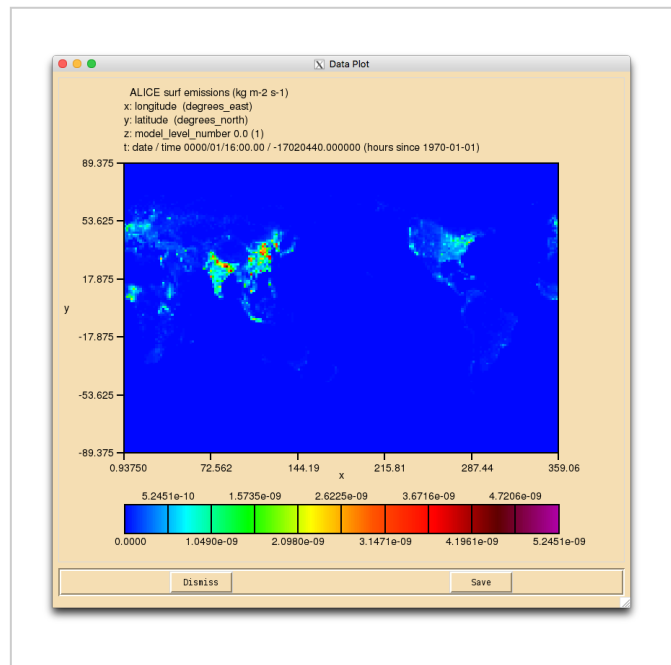 Data Plot
ALICE surf emissions (kg m-2 s-1)
x: longitude (degrees_east)
y: latitude (degrees_north)
z: model_level_number 0.0 (1)
t: date / time 0000/01/16:00.00 / -17020440.000000 (hours since 1970-01-01)
89.375
53.625
17.875
y
-17.875
-53.625
-89.375
0.93750 72.562 144.19 215.81 287.44 359.06
x
5.2451e-10 1.5735e-09 2.6225e-09 3.6716e-09 4.7206e-09
0.0000 1.0490e-09 2.0980e-09 3.1471e-09 4.1961e-09 5.2451e-09
Dismiss Save